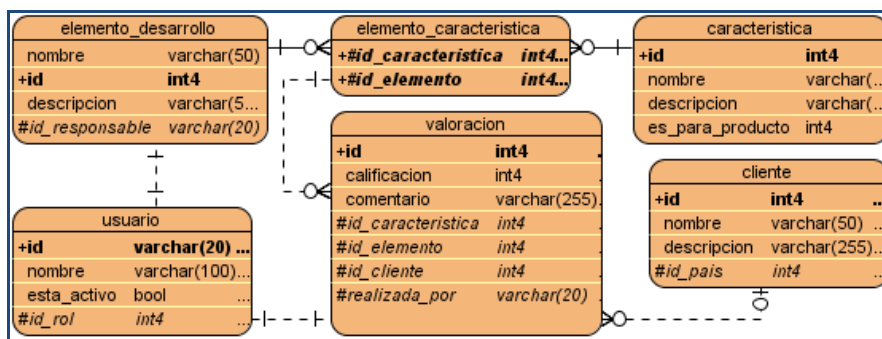 elemento_desarrollo
nombre varchar(50)
+id int4
descripcion varchar(5...
#id_responsable varchar(20)
elemento_caracteristica
+#id_caracteristica int4...
+#id_elemento int4...
caracteristica
+id int4
nombre varchar(...
descripcion varchar(...
es_para_producto int4
valoracion
+id int4 .
calificacion int4 .
comentario varchar(255).
#id_caracteristica int4 .
#id_elemento int4 .
#id_cliente int4 .
#realizada_por varchar(20) .
cliente
+id int4 ...
nombre varchar(50) ...
descripcion varchar(255)...
#id_pais int4 ...
usuario
+id varchar(20) ...
nombre varchar(100)...
esta_activo bool ...
#id_rol int4 ...